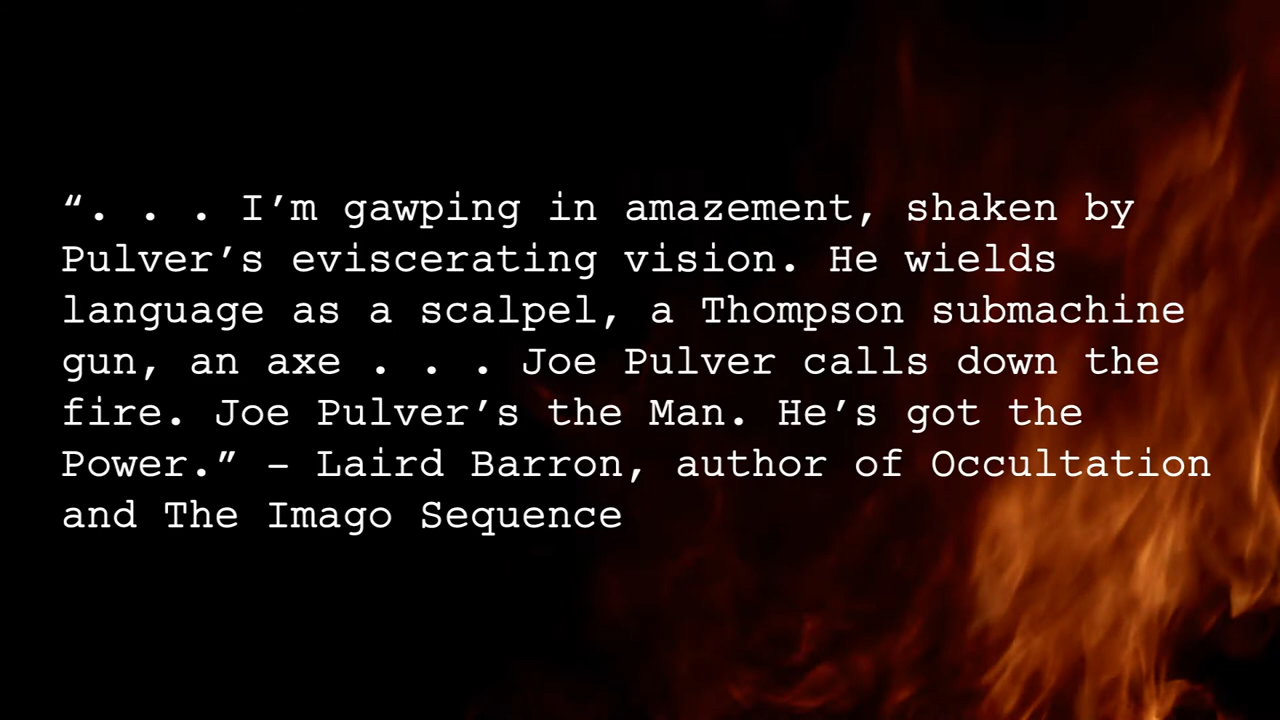 “. . . I’m gawping in amazement, shaken by
Pulver’s eviscerating vision. He wields
language as a scalpel, a Thompson submachine
gun, an axe . . . Joe Pulver calls down the
fire. Joe Pulver’s the Man. He’s got the
Power.” – Laird Barron, author of Occultation
and The Imago Sequence